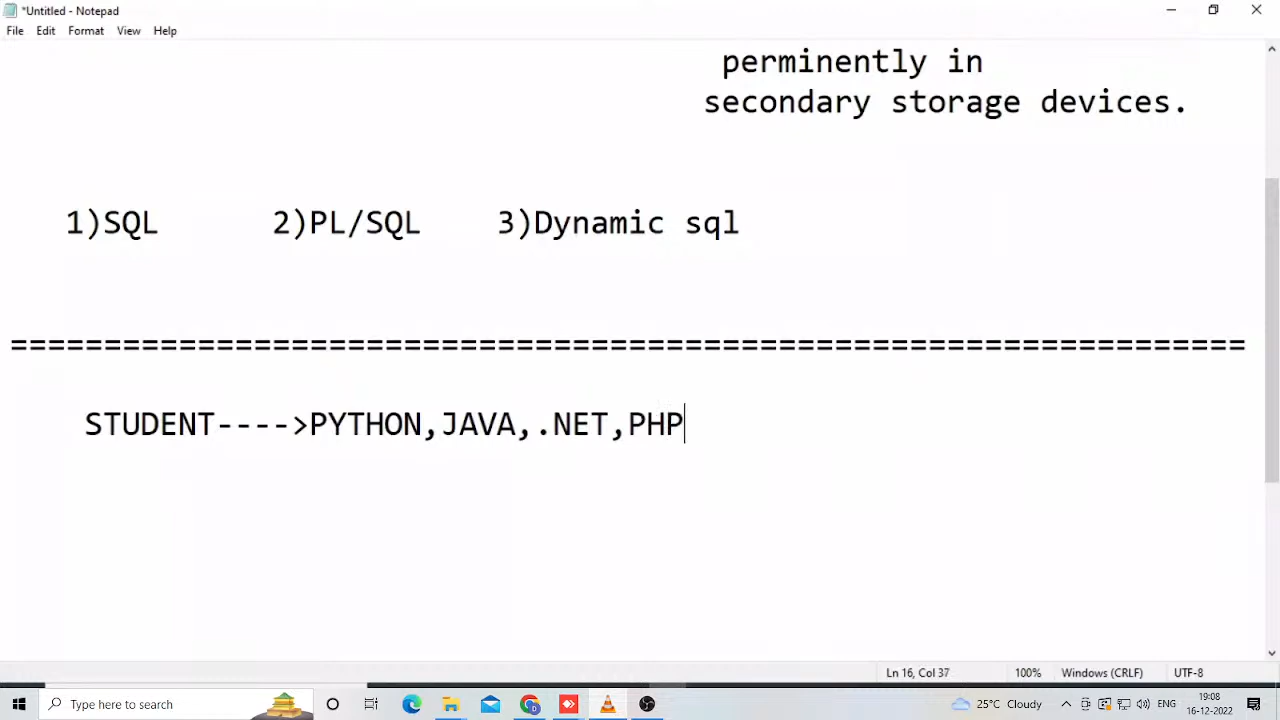 *Untitled - Notepad
File Edit Format View Help
perminently in
secondary storage devices.
1)SQL 2)PL/SQL 3)Dynamic sql
==================================================================
STUDENT---->PYTHON,JAVA,.NET,PHP
Ln 16, Col 37 100% Windows (CRLF) UTF-8
Type here to search 25°C Cloudy ENG 19:08
16-12-2022